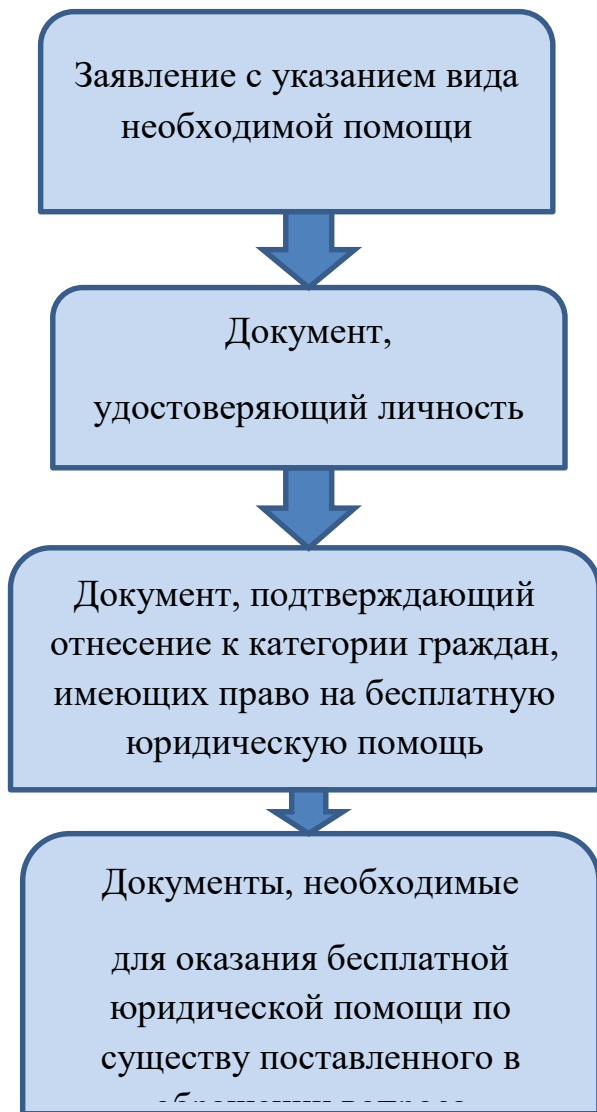 Заявление с указанием вида
необходимой помощи
Документ,
удостоверяющий личность
Документ, подтверждающий
отнесение к категории граждан,
имеющих право на бесплатную
юридическую помощь
Документы, необходимые
для оказания бесплатной
юридической помощи по
существу поставленного в